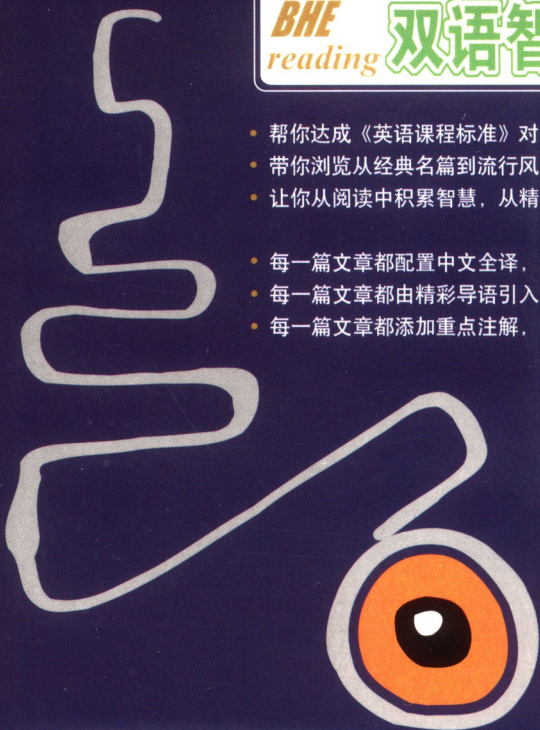 BHE
reading 双语智
• 帮你达成《英语课程标准》对
• 带你浏览从经典名篇到流行风
• 让你从阅读中积累智慧，从精
• 每一篇文章都配置中文全译，
• 每一篇文章都由精彩导语引入
• 每一篇文章都添加重点注解，